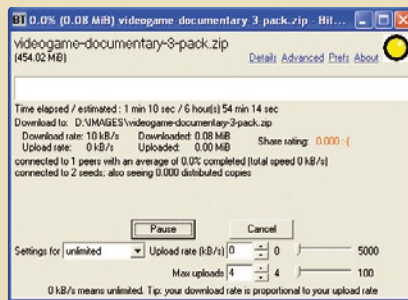 BT 0.0% (0.08 MiB) videogame-documentary-3-pack.zip - Bit...
videogame-documentary-3-pack.zip
(454.02 MiB)
Details Advanced Prefs About
Time elapsed / estimated : 1 min 10 sec / 6 hour(s) 54 min 14 sec
Download to: D:\IMAGES\videogame-documentary-3-pack.zip
Download rate: 10 kB/s Downloaded: 0.08 MiB
Share rating: 0.000 :-(
Upload rate: 0 kB/s Uploaded: 0.00 MiB
connected to 1 peers with an average of 0.0% completed (total speed 0 kB/s)
connected to 2 seeds; also seeing 0.000 distributed copies
Pause Cancel
Settings for unlimited Upload rate (kB/s) 0 0 5000
Max uploads 4 4 100
0 kB/s means unlimited. Tip: your download rate is proportional to your upload rate